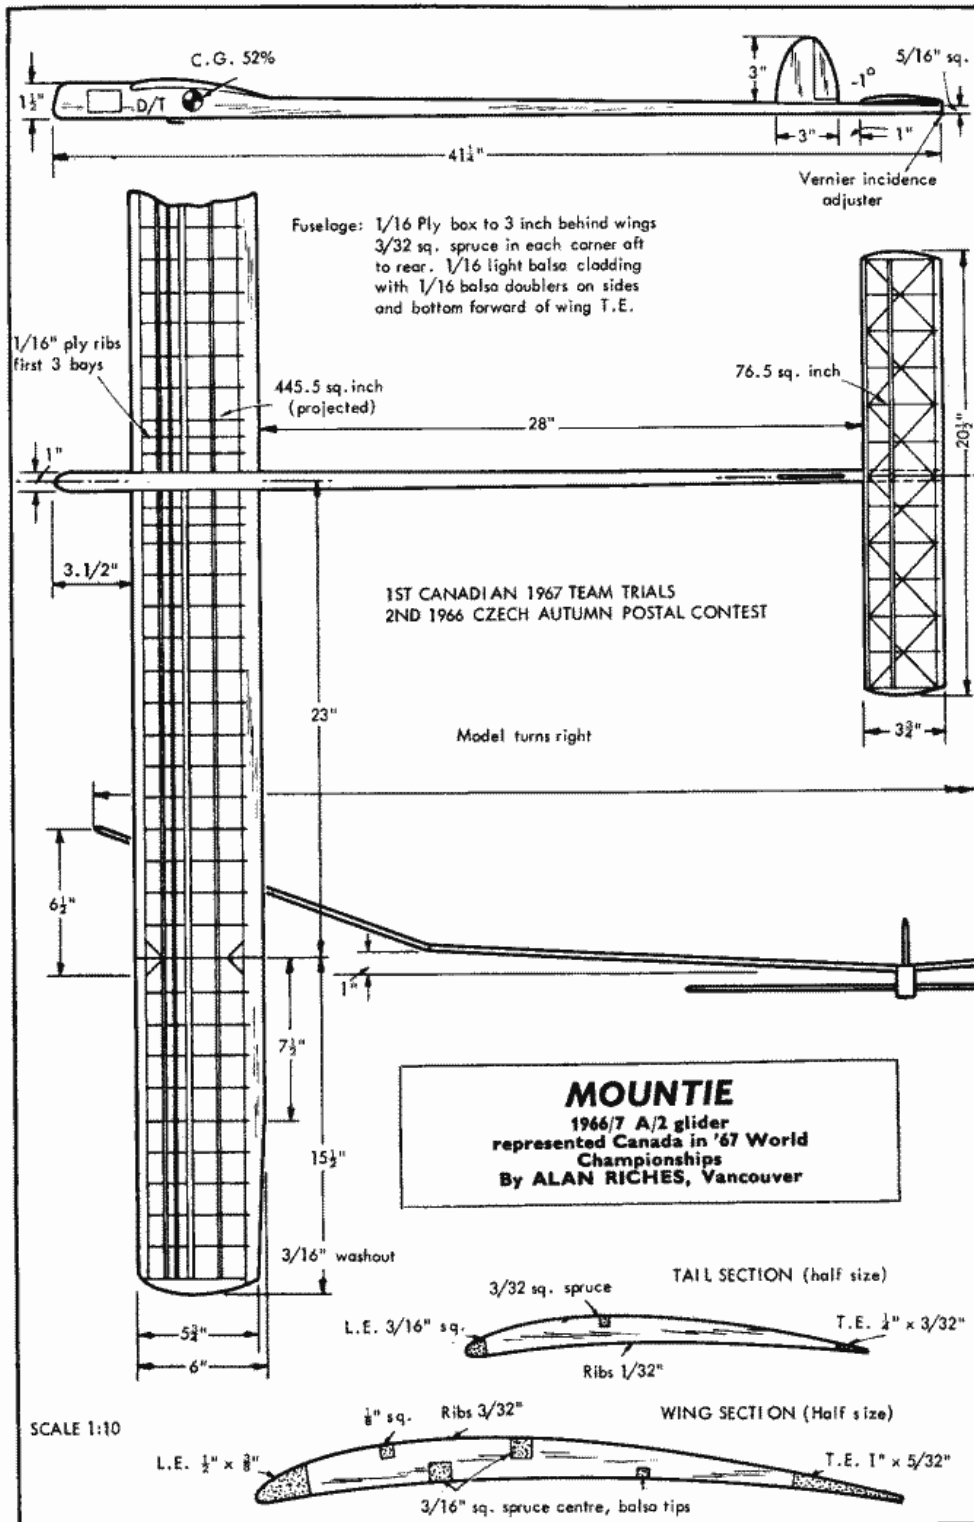 C.G. 52%
1½"
D/T
3"
-1°
5/16" sq.
3"
1"
41¼"
Vernier incidence
adjuster
Fuselage: 1/16 Ply box to 3 inch behind wings
3/32 sq. spruce in each corner aft
to rear. 1/16 light balsa cladding
with 1/16 balsa doublers on sides
and bottom forward of wing T.E.
1/16" ply ribs
first 3 bays
445.5 sq. inch
(projected)
76.5 sq. inch
28"
20½"
1"
3.1/2"
1ST CANADIAN 1967 TEAM TRIALS
2ND 1966 CZECH AUTUMN POSTAL CONTEST
23"
3¾"
Model turns right
6½"
1"
7½"
MOUNTIE
1966/7 A/2 glider
represented Canada in '67 World
Championships
By ALAN RICHES, Vancouver
15½"
3/16" washout
TAIL SECTION (half size)
3/32 sq. spruce
L.E. 3/16" sq.
T.E. ¼" x 3/32"
Ribs 1/32"
5¾"
6"
SCALE 1:10
⅛" sq.
Ribs 3/32"
WING SECTION (Half size)
L.E. ½" x ⅜"
T.E. 1" x 5/32"
3/16" sq. spruce centre, balsa tips